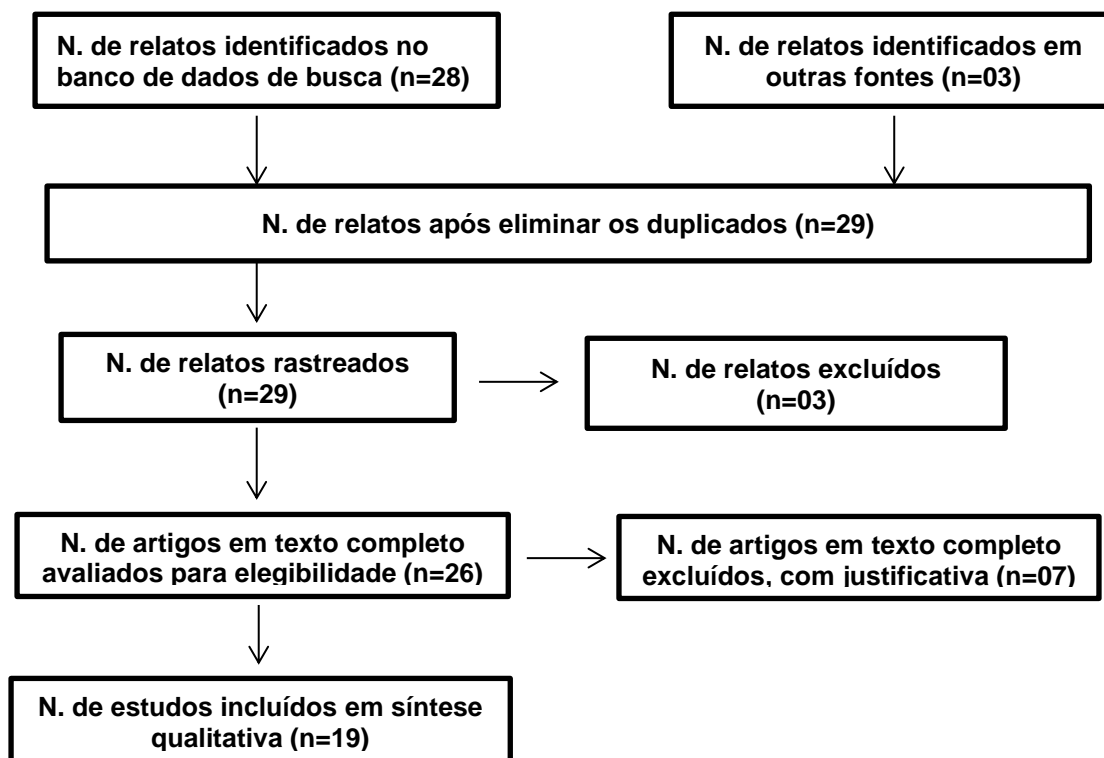 N. de relatos identificados no
banco de dados de busca (n=28)
N. de relatos identificados em
outras fontes (n=03)
N. de relatos após eliminar os duplicados (n=29)
N. de relatos rastreados
(n=29)
N. de relatos excluídos
(n=03)
N. de artigos em texto completo
avaliados para elegibilidade (n=26)
N. de artigos em texto completo
excluídos, com justificativa (n=07)
N. de estudos incluídos em síntese
qualitativa (n=19)